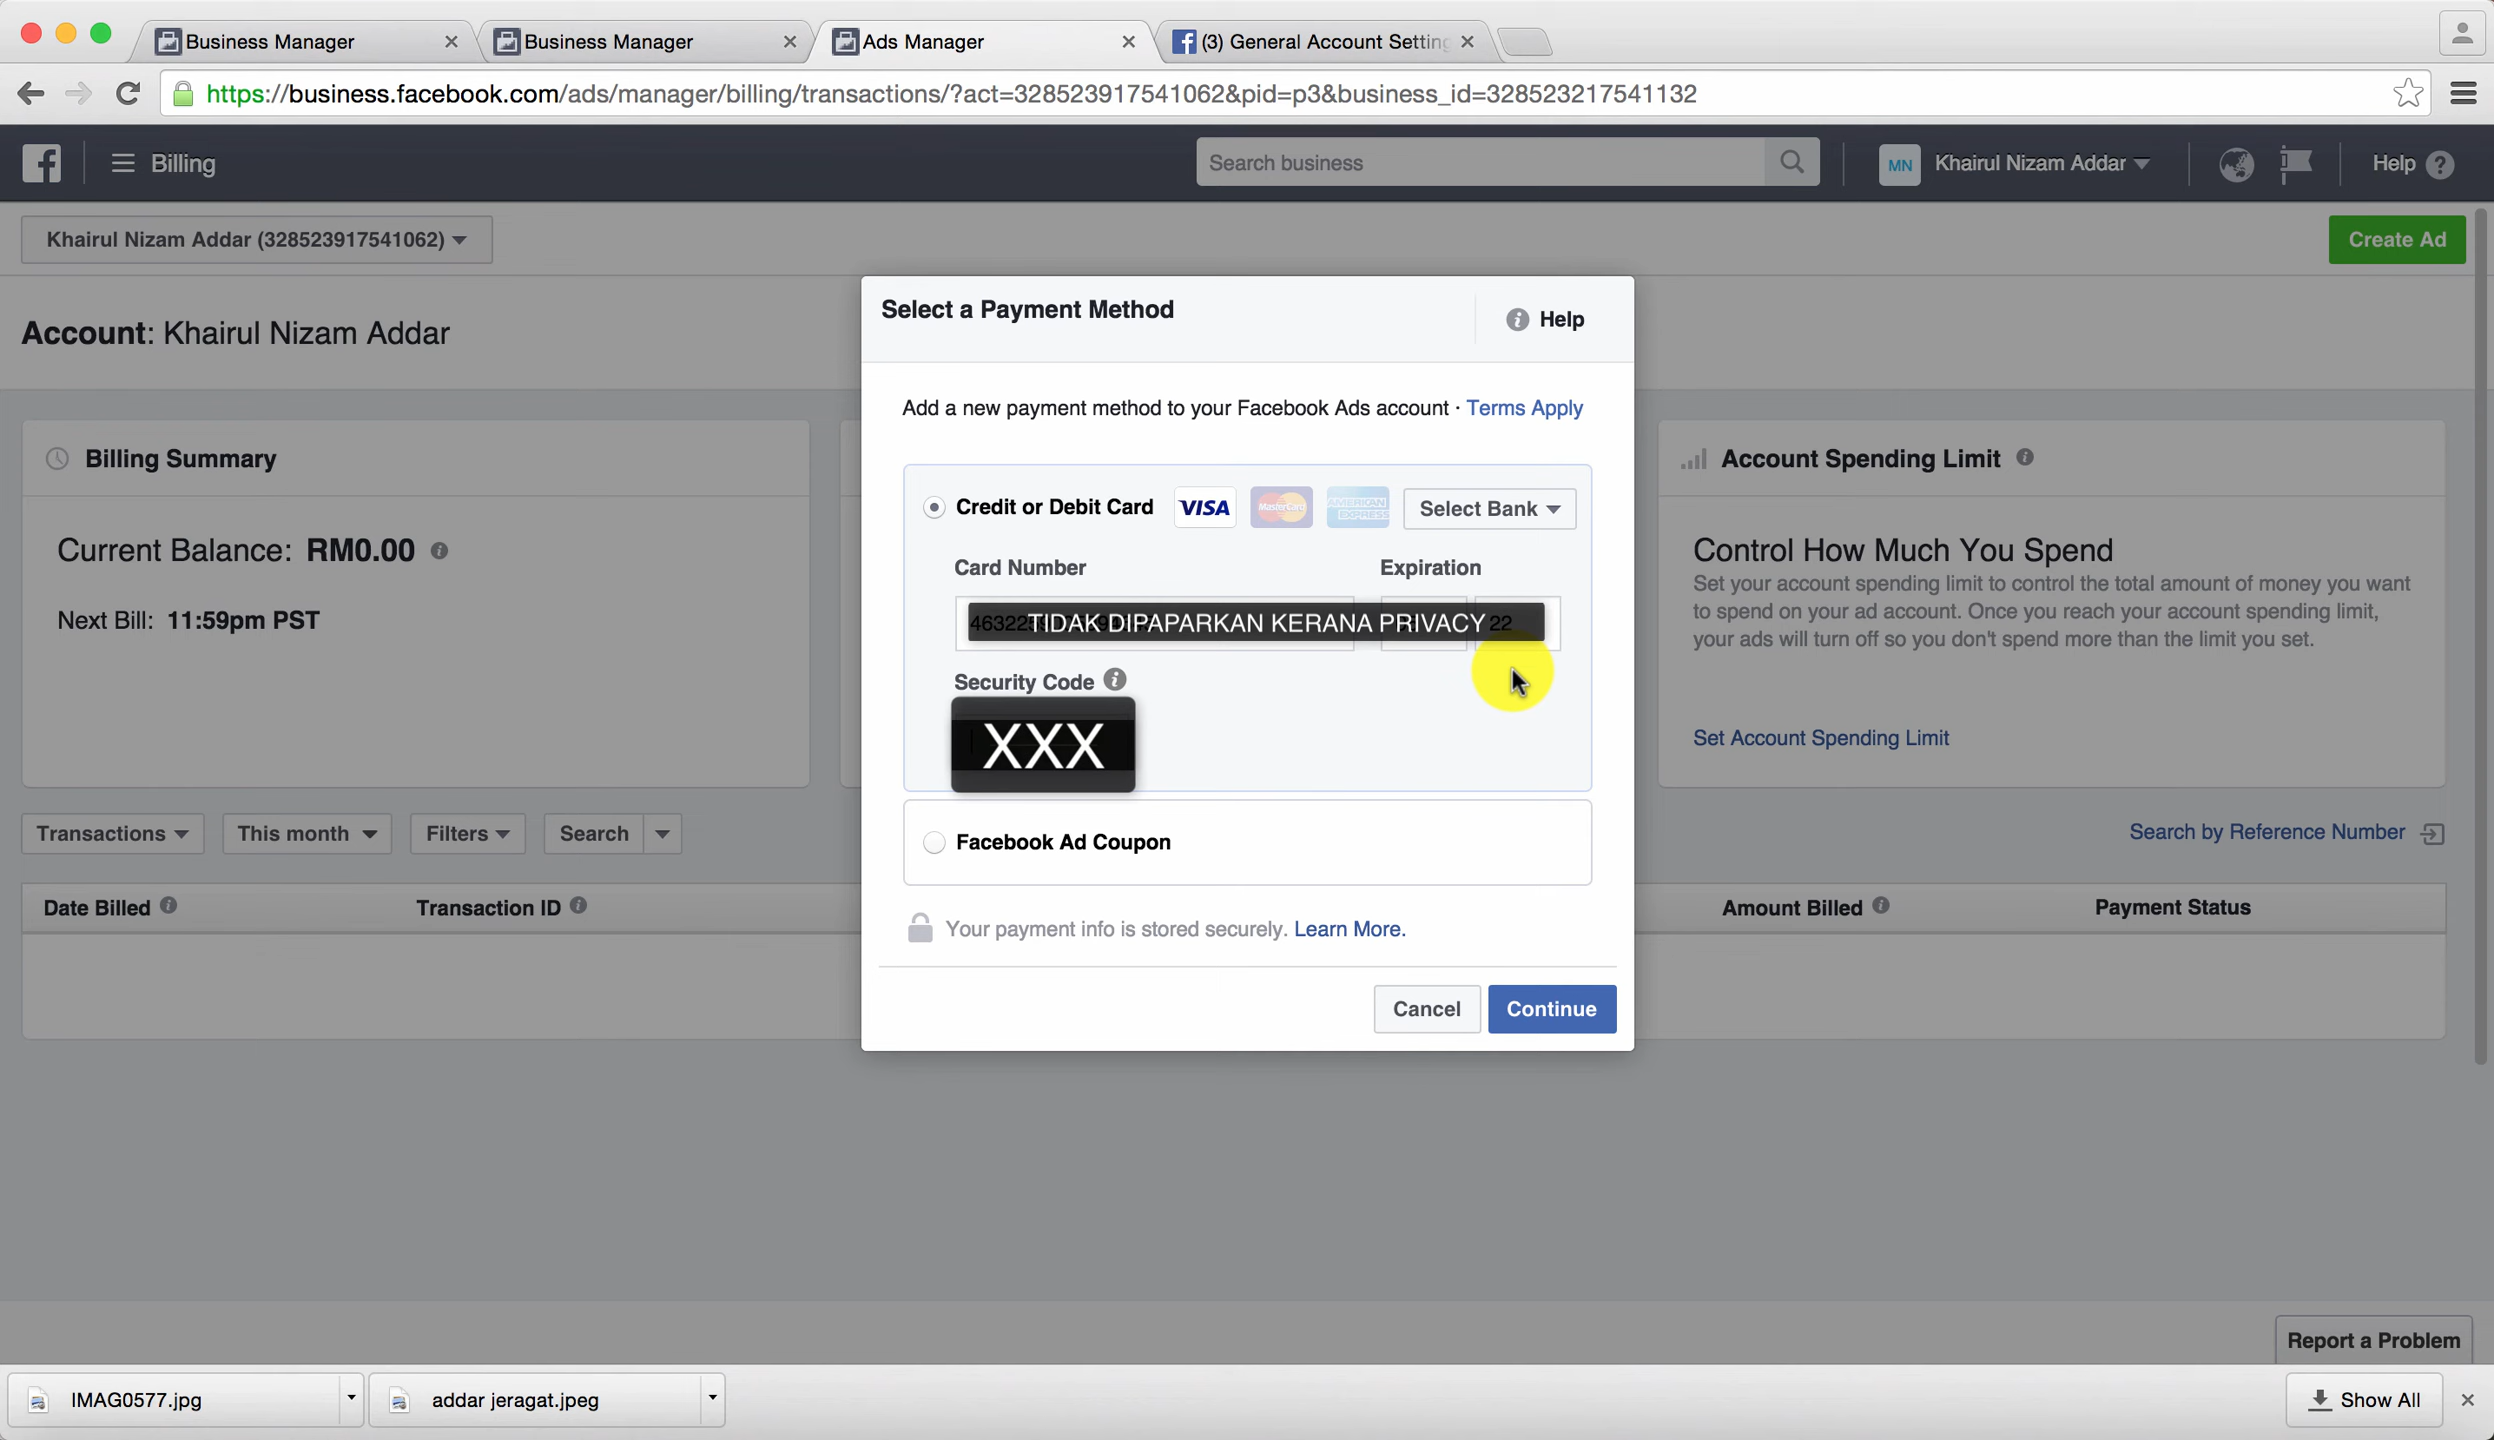 Business Manager
Business Manager
Ads Manager
(3) General Account Setting
https://business.facebook.com/ads/manager/billing/transactions/?act=328523917541062&pid=p3&business_id=328523217541132
Billing
Search business
MN
Khairul Nizam Addar
Help
Khairul Nizam Addar (328523917541062)
Create Ad
Account: Khairul Nizam Addar
Select a Payment Method
Help
Add a new payment method to your Facebook Ads account · Terms Apply
Billing Summary
Current Balance: RM0.00
Next Bill: 11:59pm PST
Credit or Debit Card
VISA
MasterCard
AMERICAN EXPRESS
Select Bank
Card Number
Expiration
TIDAK DIPAPARKAN KERANA PRIVACY
22
Security Code
XXX
Facebook Ad Coupon
Your payment info is stored securely. Learn More.
Cancel
Continue
Account Spending Limit
Control How Much You Spend
Set your account spending limit to control the total amount of money you want
to spend on your ad account. Once you reach your account spending limit,
your ads will turn off so you don't spend more than the limit you set.
Set Account Spending Limit
Transactions
This month
Filters
Search
Search by Reference Number
Date Billed
Transaction ID
Amount Billed
Payment Status
Report a Problem
IMAG0577.jpg
addar jeragat.jpeg
Show All